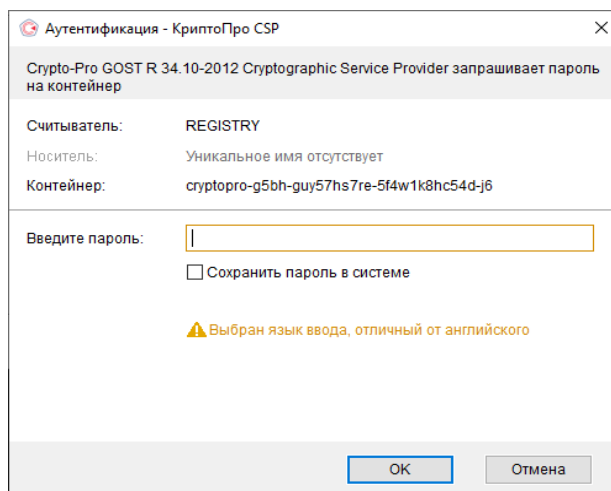 Аутентификация - КриптоПро CSP
Crypto-Pro GOST R 34.10-2012 Cryptographic Service Provider запрашивает пароль
на контейнер
Считыватель: REGISTRY
Носитель: Уникальное имя отсутствует
Контейнер: cryptopro-g5bh-guy57hs7re-5f4w1k8hc54d-j6
Введите пароль:
Сохранить пароль в системе
Выбран язык ввода, отличный от английского
OK Отмена